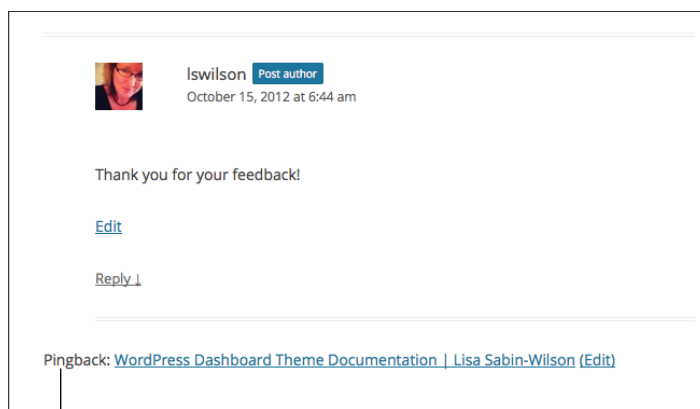 lswilson Post author
October 15, 2012 at 6:44 am
Thank you for your feedback!
Edit
Reply ↓
Pingback: WordPress Dashboard Theme Documentation | Lisa Sabin-Wilson (Edit)